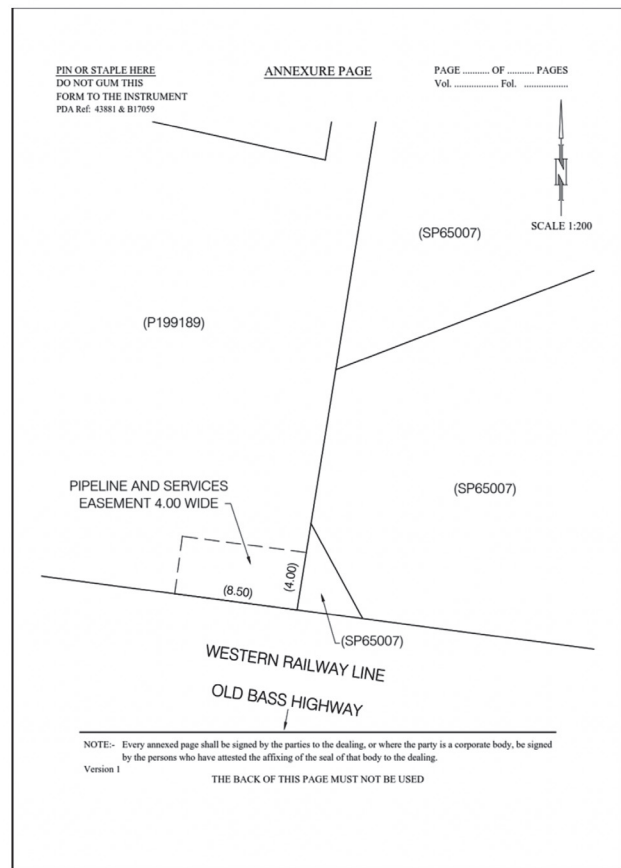 PIN OR STAPLE HERE
DO NOT GUM THIS
FORM TO THE INSTRUMENT
PDA Ref: 43881 & B17059
ANNEXURE PAGE
PAGE ........... OF ........... PAGES
Vol. .................. Fol. ..................
N
SCALE 1:200
(SP65007)
(P199189)
(SP65007)
PIPELINE AND SERVICES
EASEMENT 4.00 WIDE
(4.00)
(8.50)
(SP65007)
WESTERN RAILWAY LINE
OLD BASS HIGHWAY
NOTE:- Every annexed page shall be signed by the parties to the dealing, or where the party is a corporate body, be signed
by the persons who have attested the affixing of the seal of that body to the dealing.
Version 1
THE BACK OF THIS PAGE MUST NOT BE USED